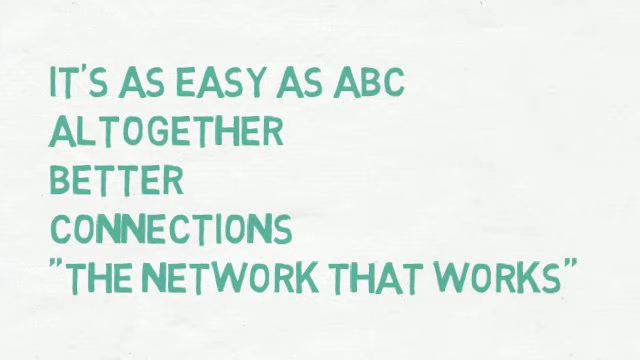 IT'S AS EASY AS ABC
ALTOGETHER
BETTER
CONNECTIONS
"THE NETWORK THAT WORKS"